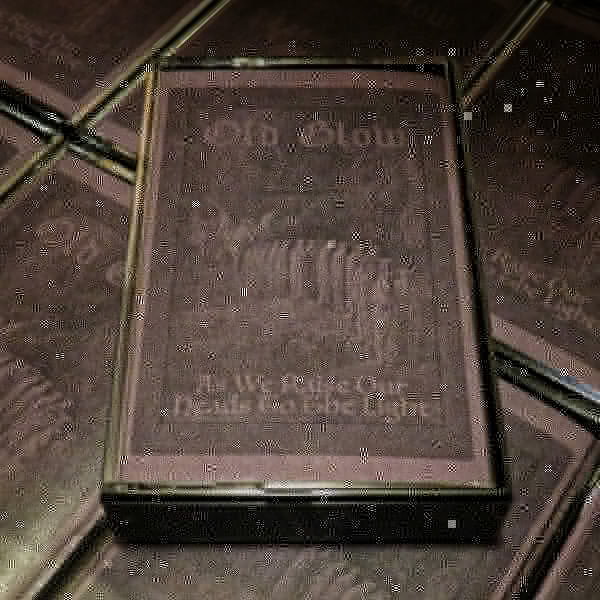 Old Glow
As We Raise Our
Heads To the Light